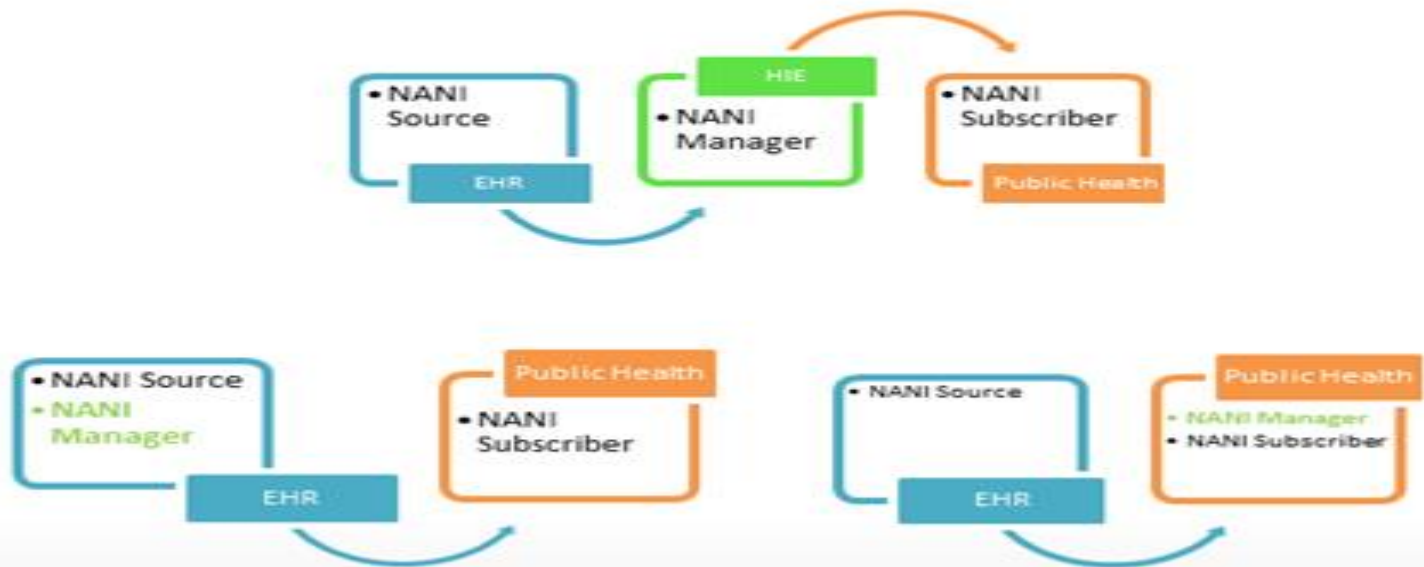 • NANI
Source
EHR
HIE
• NANI
Manager
• NANI
Subscriber
Public Health
• NANI Source
• NANI
Manager
EHR
Public Health
• NANI
Subscriber
• NANI Source
EHR
Public Health
• NANI Manager
• NANI Subscriber